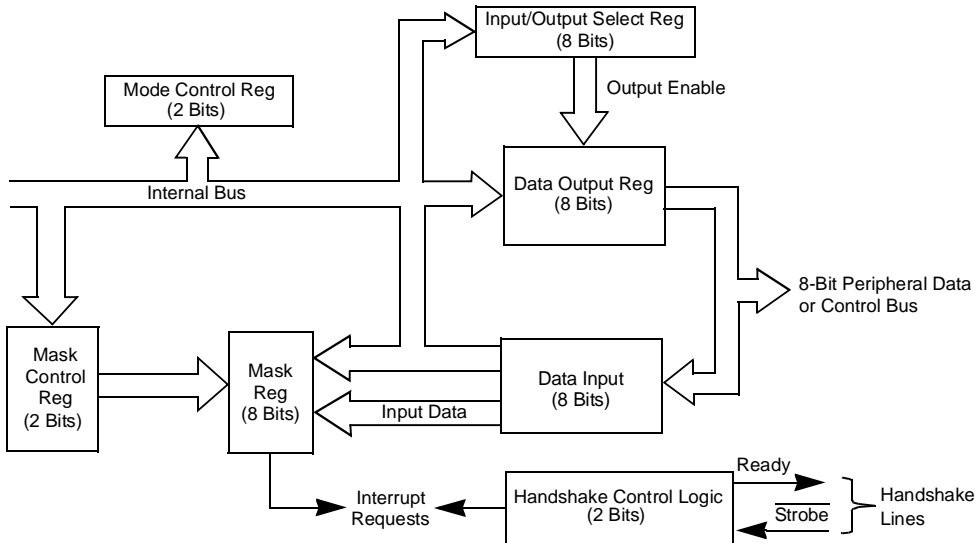 Input/Output Select Reg
(8 Bits)
Mode Control Reg
(2 Bits)
Output Enable
Internal Bus
Data Output Reg
(8 Bits)
8-Bit Peripheral Data
or Control Bus
Mask
Control
Reg
(2 Bits)
Mask
Reg
(8 Bits)
Data Input
(8 Bits)
Input Data
Interrupt
Requests
Handshake Control Logic
(2 Bits)
Ready
Strobe
Handshake
Lines